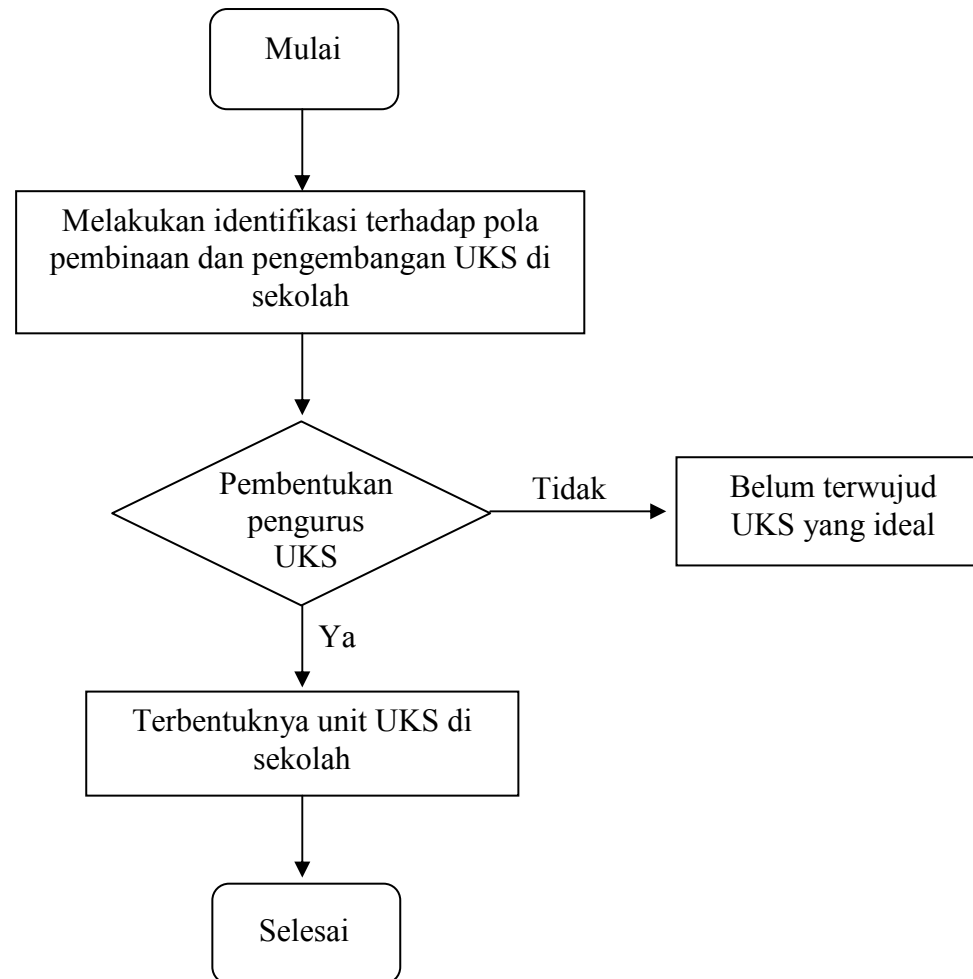 Mulai
Melakukan identifikasi terhadap pola
pembinaan dan pengembangan UKS di
sekolah
Pembentukan
pengurus
UKS
Tidak
Belum terwujud
UKS yang ideal
Ya
Terbentuknya unit UKS di
sekolah
Selesai